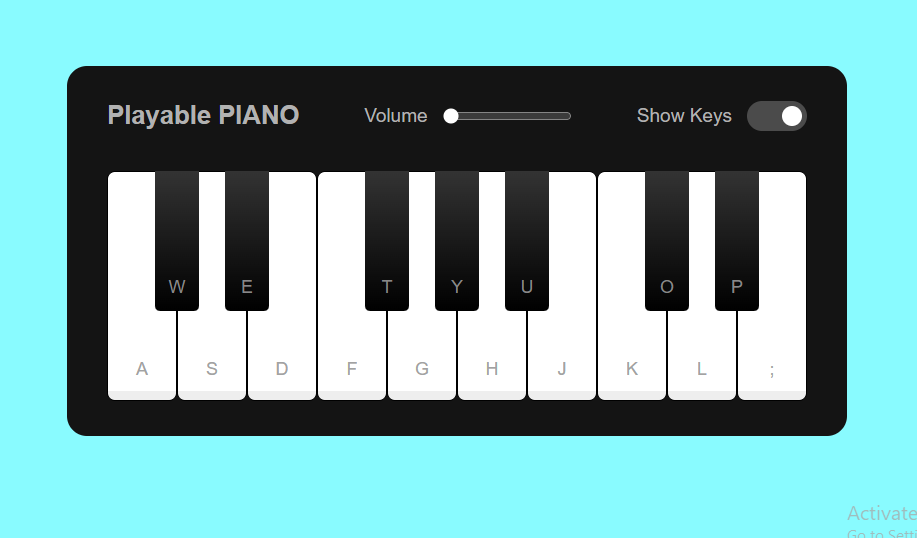 Playable PIANO Volume Show Keys
W E T Y U O P
A S D F G H J K L ;
Activate
Go to Setti